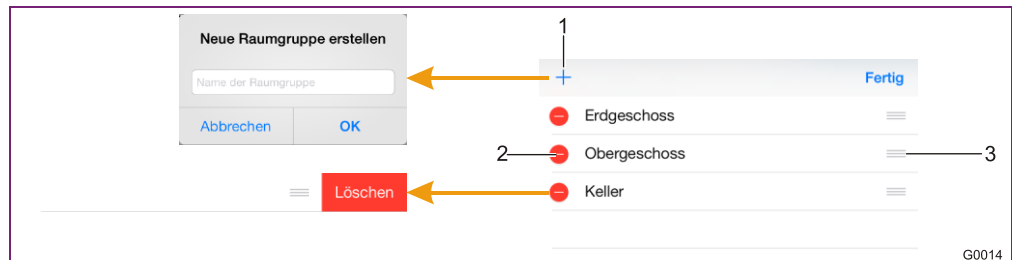 Neue Raumgruppe erstellen
Name der Raumgruppe
Abbrechen OK
Löschen
1
+ Fertig
Erdgeschoss
2 Obergeschoss 3
Keller
G0014